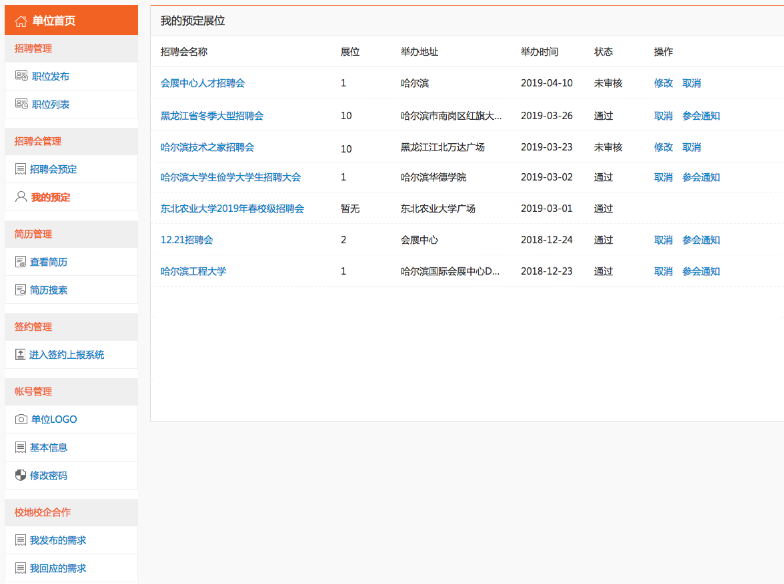 单位首页
招聘管理
职位发布
职位列表
招聘会管理
招聘会预定
我的预定
简历管理
查看简历
简历搜索
签约管理
进入签约上报系统
帐号管理
单位LOGO
基本信息
修改密码
校地校企合作
我发布的需求
我回应的需求
我的预定展位
招聘会名称 展位 举办地址 举办时间 状态 操作
会展中心人才招聘会 1 哈尔滨 2019-04-10 未审核 修改 取消
黑龙江省冬季大型招聘会 10 哈尔滨市南岗区红旗大... 2019-03-26 通过 取消 参会通知
哈尔滨技术之家招聘会 10 黑龙江江北万达广场 2019-03-23 未审核 修改 取消
哈尔滨大学生俭学大学生招聘大会 1 哈尔滨华德学院 2019-03-02 通过 取消 参会通知
东北农业大学2019年春校级招聘会 暂无 东北农业大学广场 2019-03-01 通过
12.21招聘会 2 会展中心 2018-12-24 通过 取消 参会通知
哈尔滨工程大学 1 哈尔滨国际会展中心D... 2018-12-23 通过 取消 参会通知